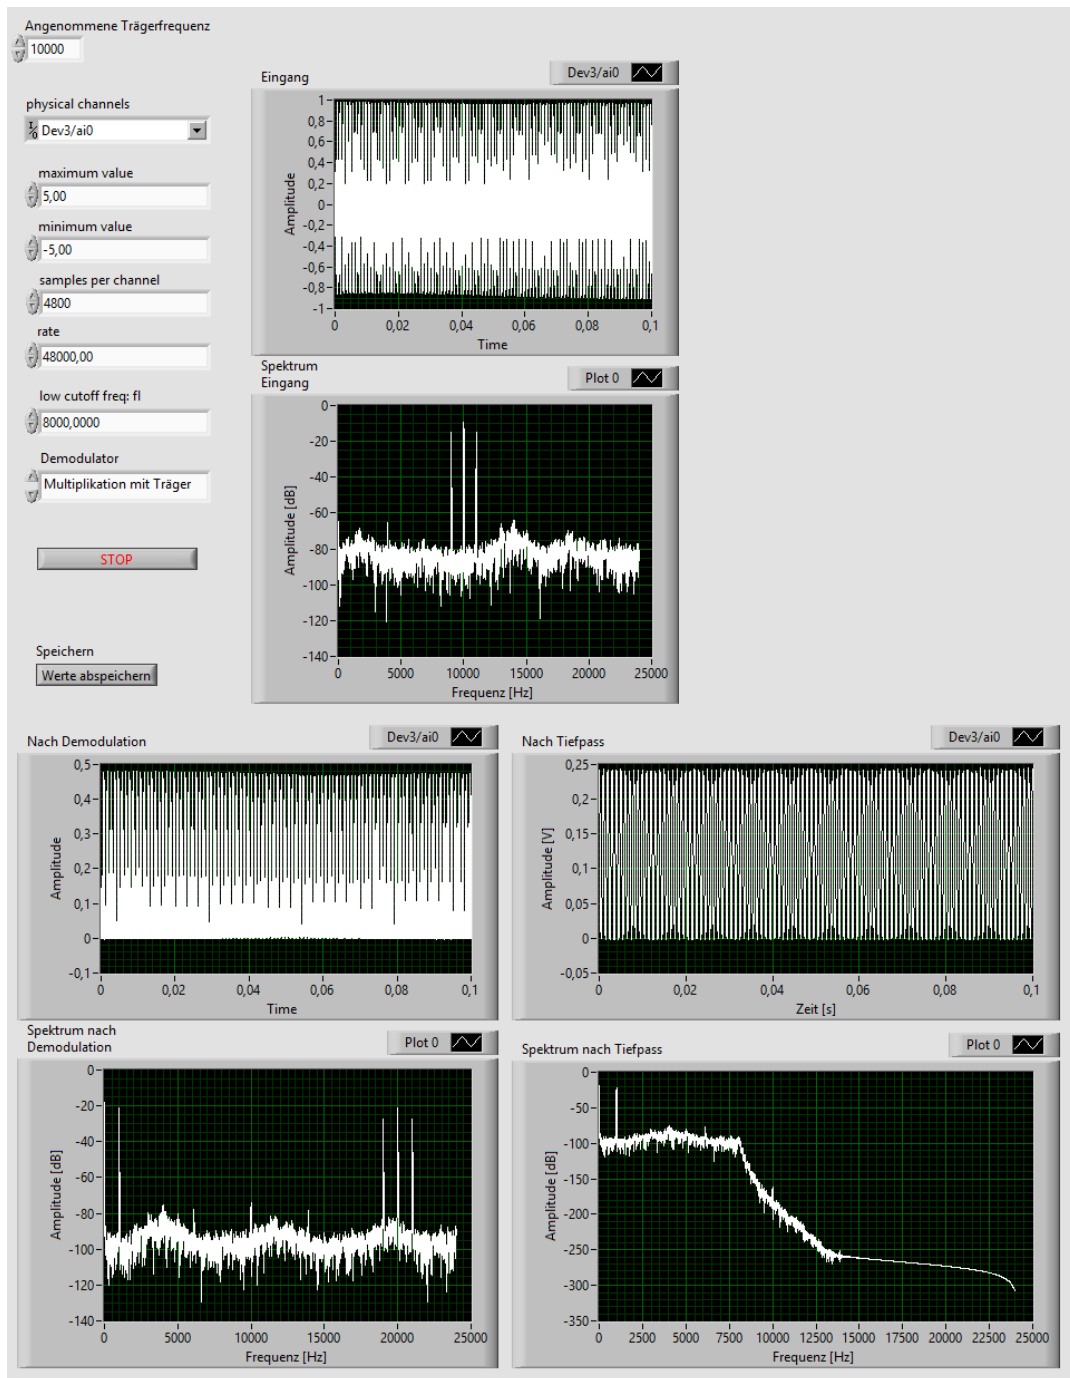 Angenommene Trägerfrequenz
10000
physical channels
Dev3/ai0
maximum value
5,00
minimum value
-5,00
samples per channel
4800
rate
48000,00
low cutoff freq: fl
8000,0000
Demodulator
Multiplikation mit Träger
STOP
Speichern
Werte abspeichern
Eingang
Dev3/ai0
Amplitude
1
0,8
0,6
0,4
0,2
0
-0,2
-0,4
-0,6
-0,8
-1
0 0,02 0,04 0,06 0,08 0,1
Time
Spektrum
Eingang
Plot 0
Amplitude [dB]
0
-20
-40
-60
-80
-100
-120
-140
0 5000 10000 15000 20000 25000
Frequenz [Hz]
Nach Demodulation
Dev3/ai0
Amplitude
0,5
0,4
0,3
0,2
0,1
0
-0,1
0 0,02 0,04 0,06 0,08 0,1
Time
Nach Tiefpass
Dev3/ai0
Amplitude [V]
0,25
0,2
0,15
0,1
0,05
0
-0,05
0 0,02 0,04 0,06 0,08 0,1
Zeit [s]
Spektrum nach
Demodulation
Plot 0
Amplitude [dB]
0
-20
-40
-60
-80
-100
-120
-140
0 5000 10000 15000 20000 25000
Frequenz [Hz]
Spektrum nach Tiefpass
Plot 0
Amplitude [dB]
0
-50
-100
-150
-200
-250
-300
-350
0 2500 5000 7500 10000 12500 15000 17500 20000 22500 25000
Frequenz [Hz]